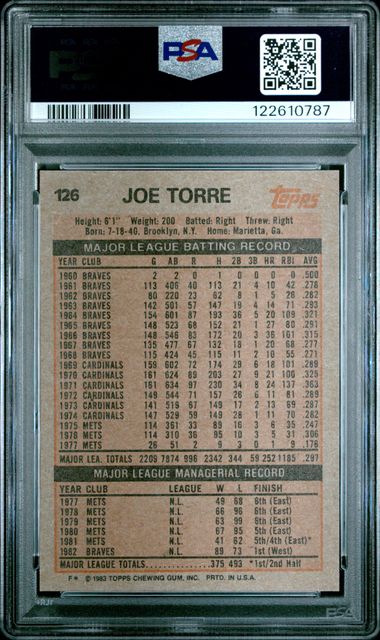 PSA
122610787
126 JOE TORRE Topps
Height: 6'1" Weight: 200 Batted: Right Threw: Right
Born: 7-18-40, Brooklyn, N.Y. Home: Marietta, Ga.
MAJOR LEAGUE BATTING RECORD
YEAR CLUB G AB R H 2B 3B HR RBI AVG
1960 BRAVES 2 2 0 1 0 0 0 0 .500
1961 BRAVES 113 406 40 113 21 4 10 42 .278
1962 BRAVES 80 220 23 62 8 1 5 26 .282
1963 BRAVES 142 501 57 147 19 4 14 71 .293
1964 BRAVES 154 601 87 193 36 5 20 109 .321
1965 BRAVES 148 523 68 152 21 1 27 80 .291
1966 BRAVES 148 546 83 172 20 3 36 101 .315
1967 BRAVES 135 477 67 132 18 1 20 68 .277
1968 BRAVES 115 424 45 115 11 2 10 55 .271
1969 CARDINALS 159 602 72 174 29 6 18 101 .289
1970 CARDINALS 161 624 89 203 27 9 21 100 .325
1971 CARDINALS 161 634 97 230 34 8 24 137 .363
1972 CARDINALS 149 544 71 157 26 6 11 81 .289
1973 CARDINALS 141 519 67 149 17 2 13 69 .287
1974 CARDINALS 147 529 59 149 28 1 11 70 .282
1975 METS 114 361 33 89 16 3 6 35 .247
1976 METS 114 310 36 95 10 3 5 31 .306
1977 METS 26 51 2 9 3 0 1 9 .176
MAJOR LEA. TOTALS 2209 7874 996 2342 344 59 252 1185 .297
MAJOR LEAGUE MANAGERIAL RECORD
YEAR CLUB LEAGUE W L FINISH
1977 METS N.L. 49 68 6th (East)
1978 METS N.L. 66 96 6th (East)
1979 METS N.L. 63 99 6th (East)
1980 METS N.L. 67 95 5th (East)
1981 METS N.L. 41 62 5th/4th (East)*
1982 BRAVES N.L. 89 73 1st (West)
MAJOR LEAGUE TOTALS............ 375 493 *1st/2nd Half
F* © 1983 TOPPS CHEWING GUM, INC. PRTD. IN U.S.A.
PSA